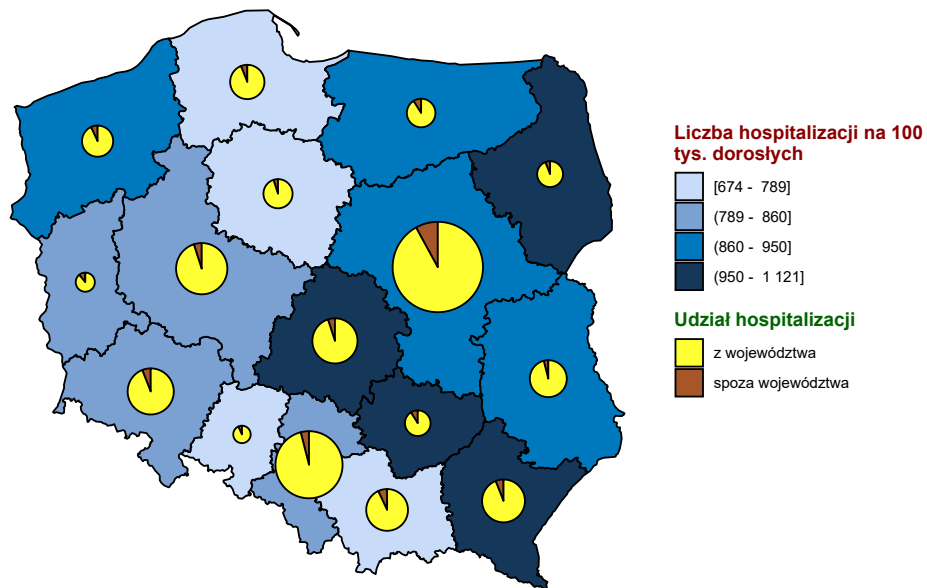 Liczba hospitalizacji na 100
tys. dorosłych
[674 - 789]
(789 - 860]
(860 - 950]
(950 - 1 121]
Udział hospitalizacji
z województwa
spoza województwa